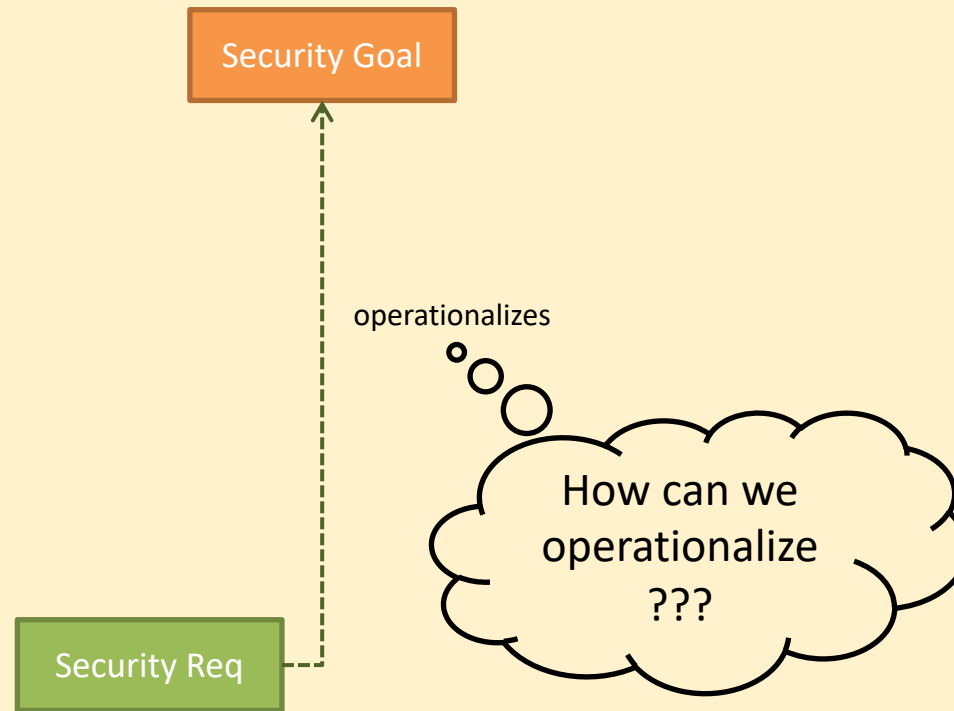 Security Goal
operationalizes
How can we
operationalize
???
Security Req